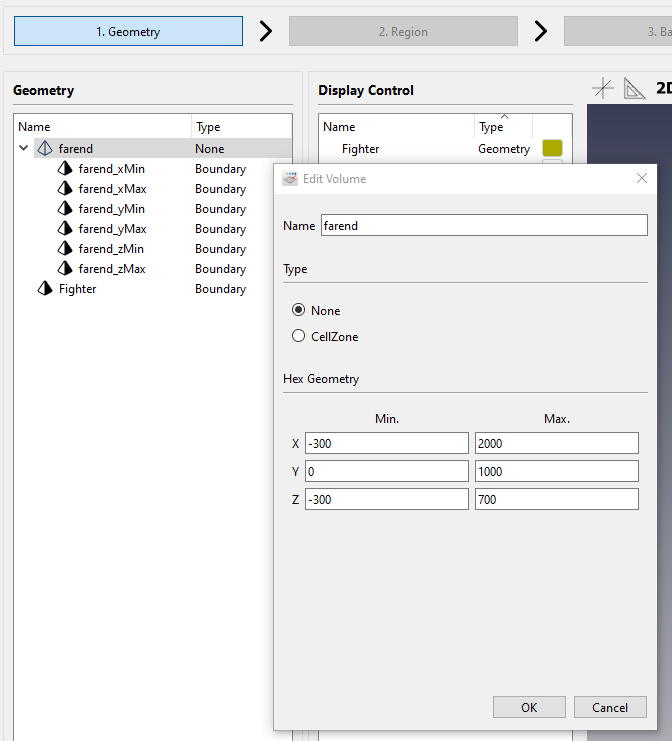 1. Geometry
2. Region
3. Ba
Geometry
Name Type
farend None
farend_xMin Boundary
farend_xMax Boundary
farend_yMin Boundary
farend_yMax Boundary
farend_zMin Boundary
farend_zMax Boundary
Fighter Boundary
Display Control
2D
Name Type
Fighter Geometry
Edit Volume
Name farend
Type
None
CellZone
Hex Geometry
Min. Max.
X -300 2000
Y 0 1000
Z -300 700
OK Cancel